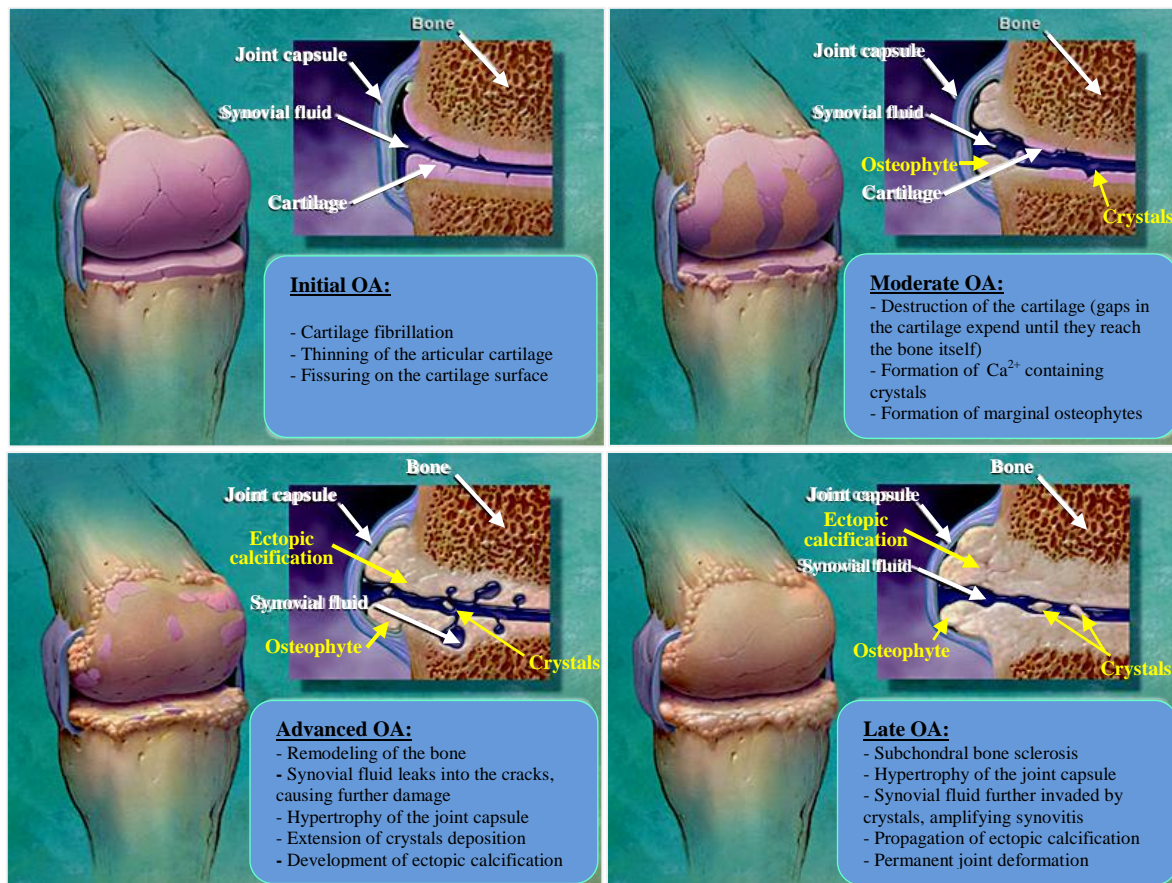 Bone
Joint capsule
Synovial fluid
Cartilage
Initial OA:
- Cartilage fibrillation
- Thinning of the articular cartilage
- Fissuring on the cartilage surface
Bone
Joint capsule
Synovial fluid
Osteophyte
Cartilage
Crystals
Moderate OA:
- Destruction of the cartilage (gaps in
the cartilage expend until they reach
the bone itself)
- Formation of Ca²⁺ containing
crystals
- Formation of marginal osteophytes
Bone
Joint capsule
Ectopic
calcification
Synovial fluid
Osteophyte
Crystals
Advanced OA:
- Remodeling of the bone
- Synovial fluid leaks into the cracks,
causing further damage
- Hypertrophy of the joint capsule
- Extension of crystals deposition
- Development of ectopic calcification
Bone
Joint capsule
Ectopic
calcification
Synovial fluid
Osteophyte
Crystals
Late OA:
- Subchondral bone sclerosis
- Hypertrophy of the joint capsule
- Synovial fluid further invaded by
crystals, amplifying synovitis
- Propagation of ectopic calcification
- Permanent joint deformation